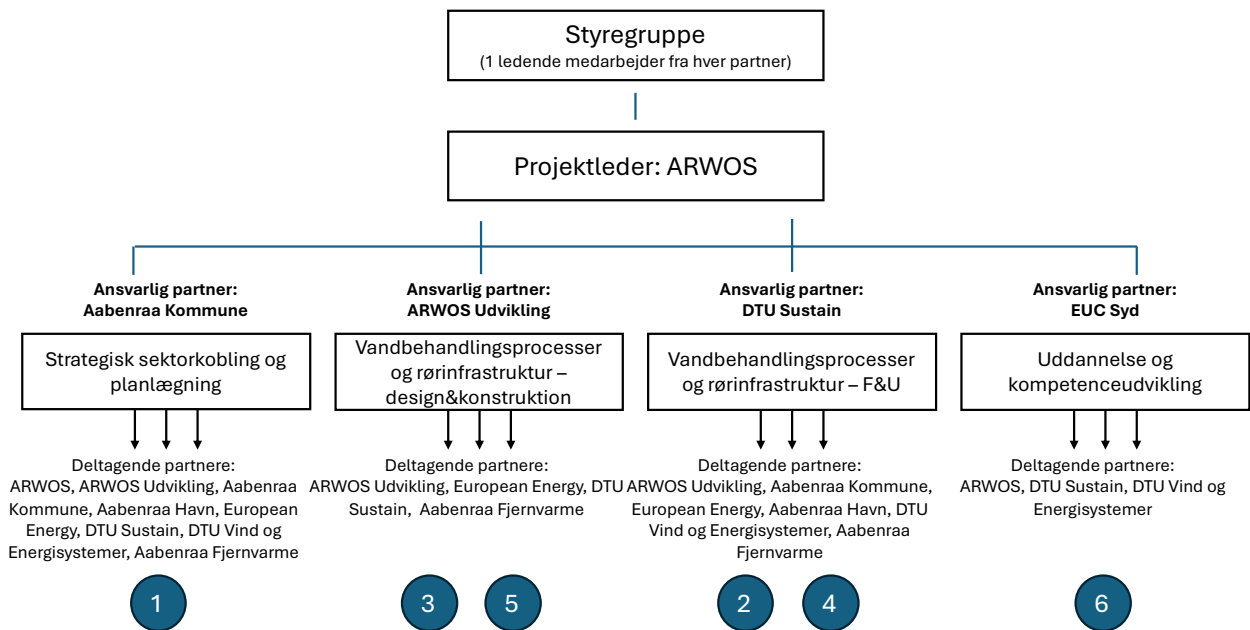 Styregruppe
(1 ledende medarbejder fra hver partner)
Projektleder: ARWOS
Ansvarlig partner:
Aabenraa Kommune
Strategisk sektorkobling og
planlægning
Deltagende partnere:
ARWOS, ARWOS Udvikling, Aabenraa
Kommune, Aabenraa Havn, European
Energy, DTU Sustain, DTU Vind og
Energisystemer, Aabenraa Fjernvarme
1
Ansvarlig partner:
ARWOS Udvikling
Vandbehandlingsprocesser
og rørinfrastruktur –
design&konstruktion
Deltagende partnere:
ARWOS Udvikling, European Energy, DTU
Sustain, Aabenraa Fjernvarme
3
5
Ansvarlig partner:
DTU Sustain
Vandbehandlingsprocesser
og rørinfrastruktur – F&U
Deltagende partnere:
ARWOS Udvikling, Aabenraa Kommune,
European Energy, Aabenraa Havn, DTU
Vind og Energisystemer, Aabenraa
Fjernvarme
2
4
Ansvarlig partner:
EUC Syd
Uddannelse og
kompetenceudvikling
Deltagende partnere:
ARWOS, DTU Sustain, DTU Vind og
Energisystemer
6